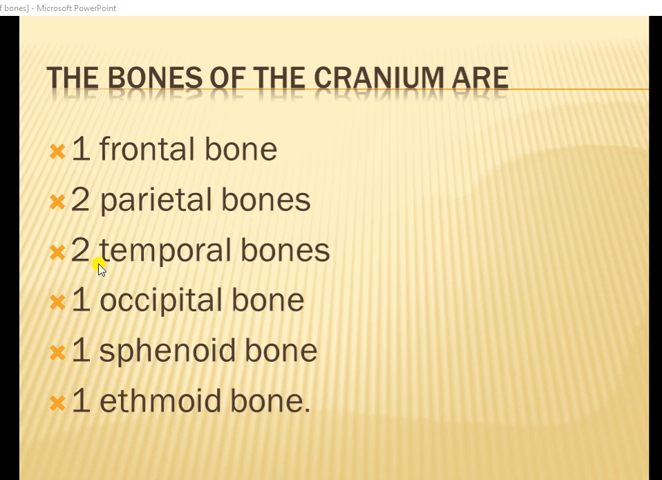 f bones] - Microsoft PowerPoint
THE BONES OF THE CRANIUM ARE
1 frontal bone
2 parietal bones
2 temporal bones
1 occipital bone
1 sphenoid bone
1 ethmoid bone.